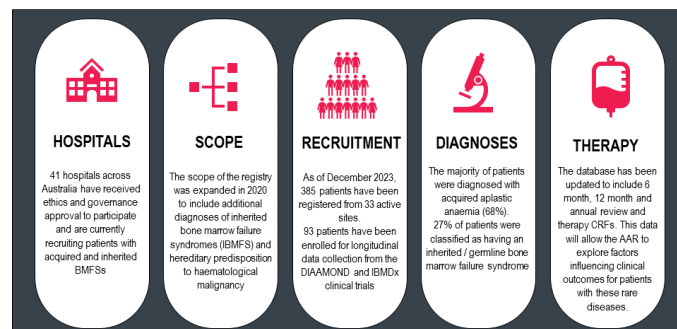 HOSPITALS
41 hospitals across
Australia have received
ethics and governance
approval to participate
and are currently
recruiting patients with
acquired and inherited
BMFSs
SCOPE
The scope of the registry
was expanded in 2020
to include additional
diagnoses of inherited
bone marrow failure
syndromes (IBMFS) and
hereditary predisposition
to haematological
malignancy
RECRUITMENT
As of December 2023,
385 patients have been
registered from 33 active
sites.
93 patients have been
enrolled for longitudinal
data collection from the
DIAAMOND and IBMDx
clinical trials
DIAGNOSES
The majority of patients
were diagnosed with
acquired aplastic
anaemia (68%).
27% of patients were
classified as having an
inherited / germline bone
marrow failure syndrome
THERAPY
The database has been
updated to include 6
month, 12 month and
annual review and
therapy CRFs. This data
will allow the AAR to
explore factors
influencing clinical
outcomes for patients
with these rare
diseases.